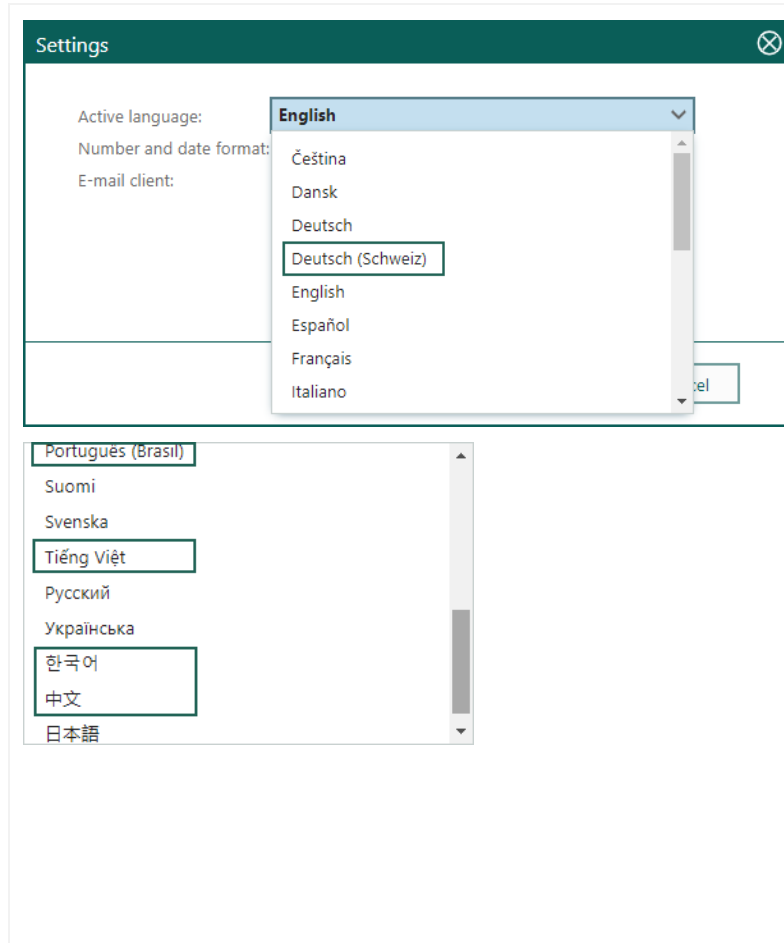 Settings
Active language:
English
Number and date format:
E-mail client:
Čeština
Dansk
Deutsch
Deutsch (Schweiz)
English
Español
Français
Italiano
cel
Português (Brasil)
Suomi
Svenska
Tiếng Việt
Русский
Українська
한국어
中文
日本語